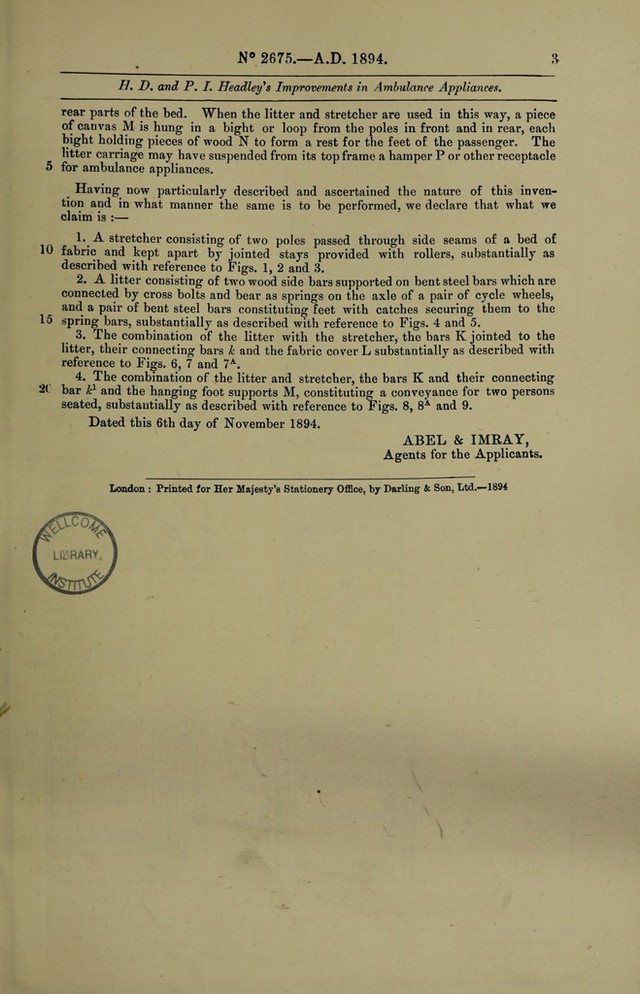 Nº 2675.—A.D. 1894. 3
H. D. and P. I. Headley's Improvements in Ambulance Appliances.
rear parts of the bed. When the litter and stretcher are used in this way, a piece
of canvas M is hung in a bight or loop from the poles in front and in rear, each
bight holding pieces of wood N to form a rest for the feet of the passenger. The
litter carriage may have suspended from its top frame a hamper P or other receptacle
5 for ambulance appliances.
Having now particularly described and ascertained the nature of this inven-
tion and in what manner the same is to be performed, we declare that what we
claim is :—
1. A stretcher consisting of two poles passed through side seams of a bed of
10 fabric and kept apart by jointed stays provided with rollers, substantially as
described with reference to Figs. 1, 2 and 3.
2. A litter consisting of two wood side bars supported on bent steel bars which are
connected by cross bolts and bear as springs on the axle of a pair of cycle wheels,
and a pair of bent steel bars constituting feet with catches securing them to the
15 spring bars, substantially as described with reference to Figs. 4 and 5.
3. The combination of the litter with the stretcher, the bars K jointed to the
litter, their connecting bars k and the fabric cover L substantially as described with
reference to Figs. 6, 7 and 7ᴬ.
4. The combination of the litter and stretcher, the bars K and their connecting
20 bar k¹ and the hanging foot supports M, constituting a conveyance for two persons
seated, substantially as described with reference to Figs. 8, 8ᴬ and 9.
Dated this 6th day of November 1894.
ABEL & IMRAY,
Agents for the Applicants.
London : Printed for Her Majesty's Stationery Office, by Darling & Son, Ltd.—1894
WELLCOME
LIBRARY
INSTITUTE